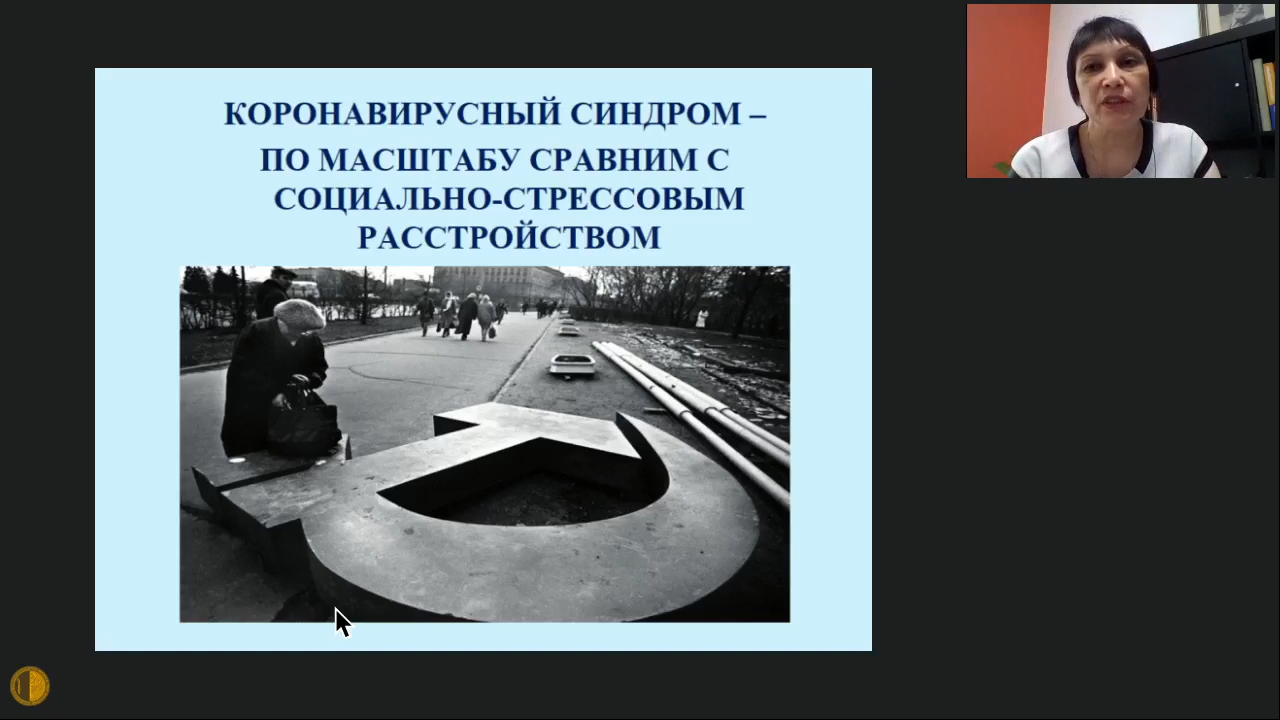 КОРОНАВИРУСНЫЙ СИНДРОМ –
ПО МАСШТАБУ СРАВНИМ С
СОЦИАЛЬНО-СТРЕССОВЫМ
РАССТРОЙСТВОМ